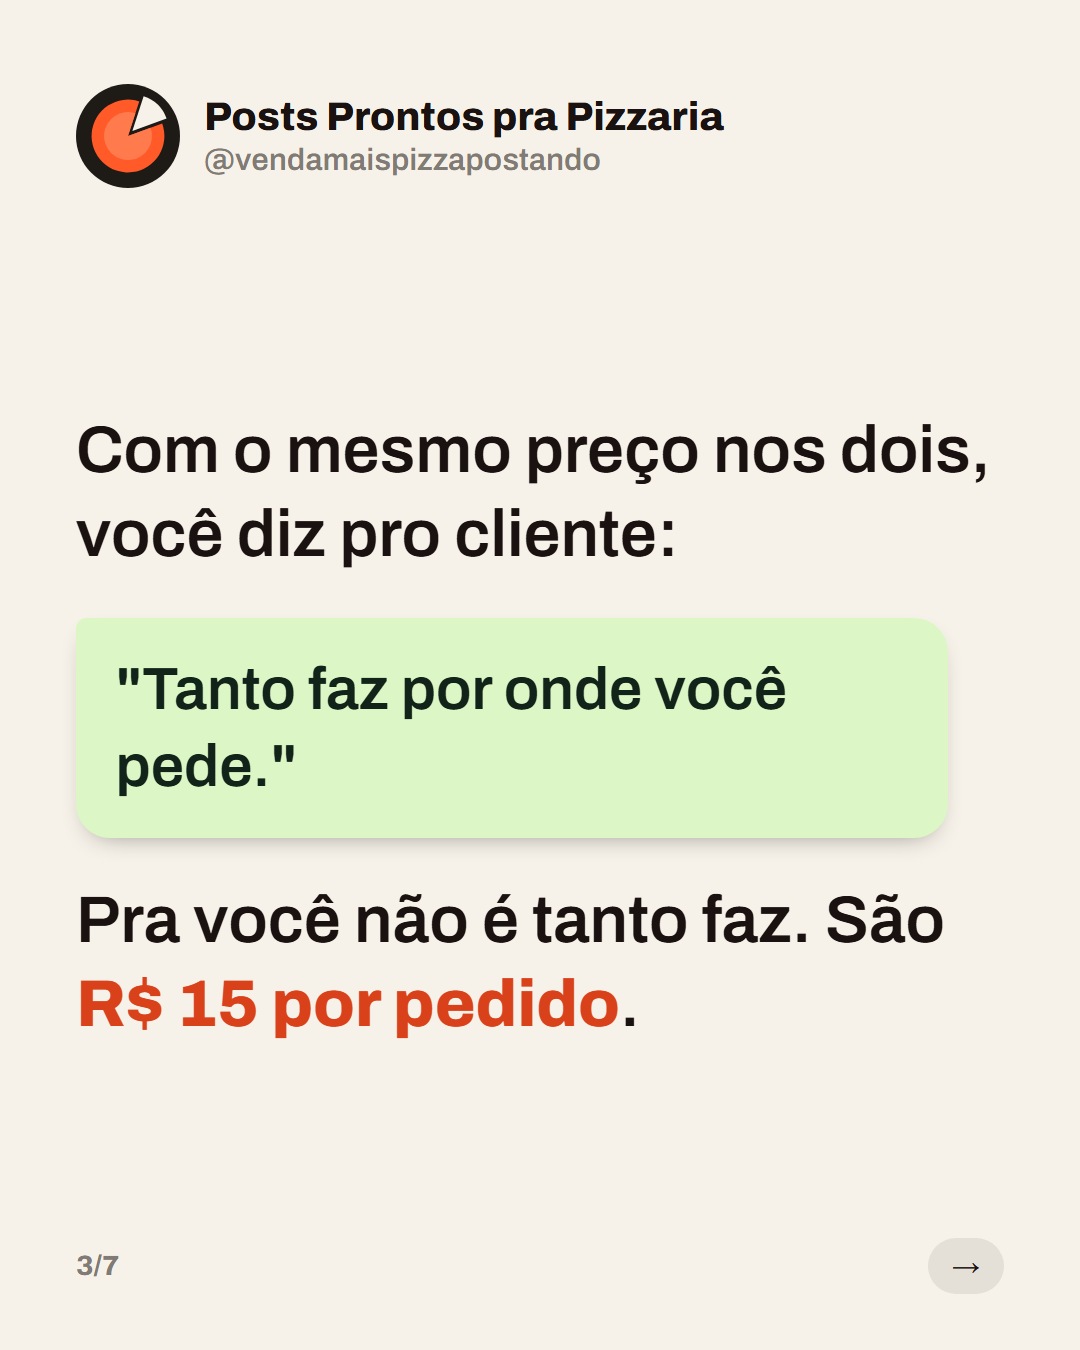 Posts Prontos pra Pizzaria
@vendamaispizzapostando
Com o mesmo preço nos dois,
você diz pro cliente:
"Tanto faz por onde você
pede."
Pra você não é tanto faz. São
R$ 15 por pedido.
3/7
→